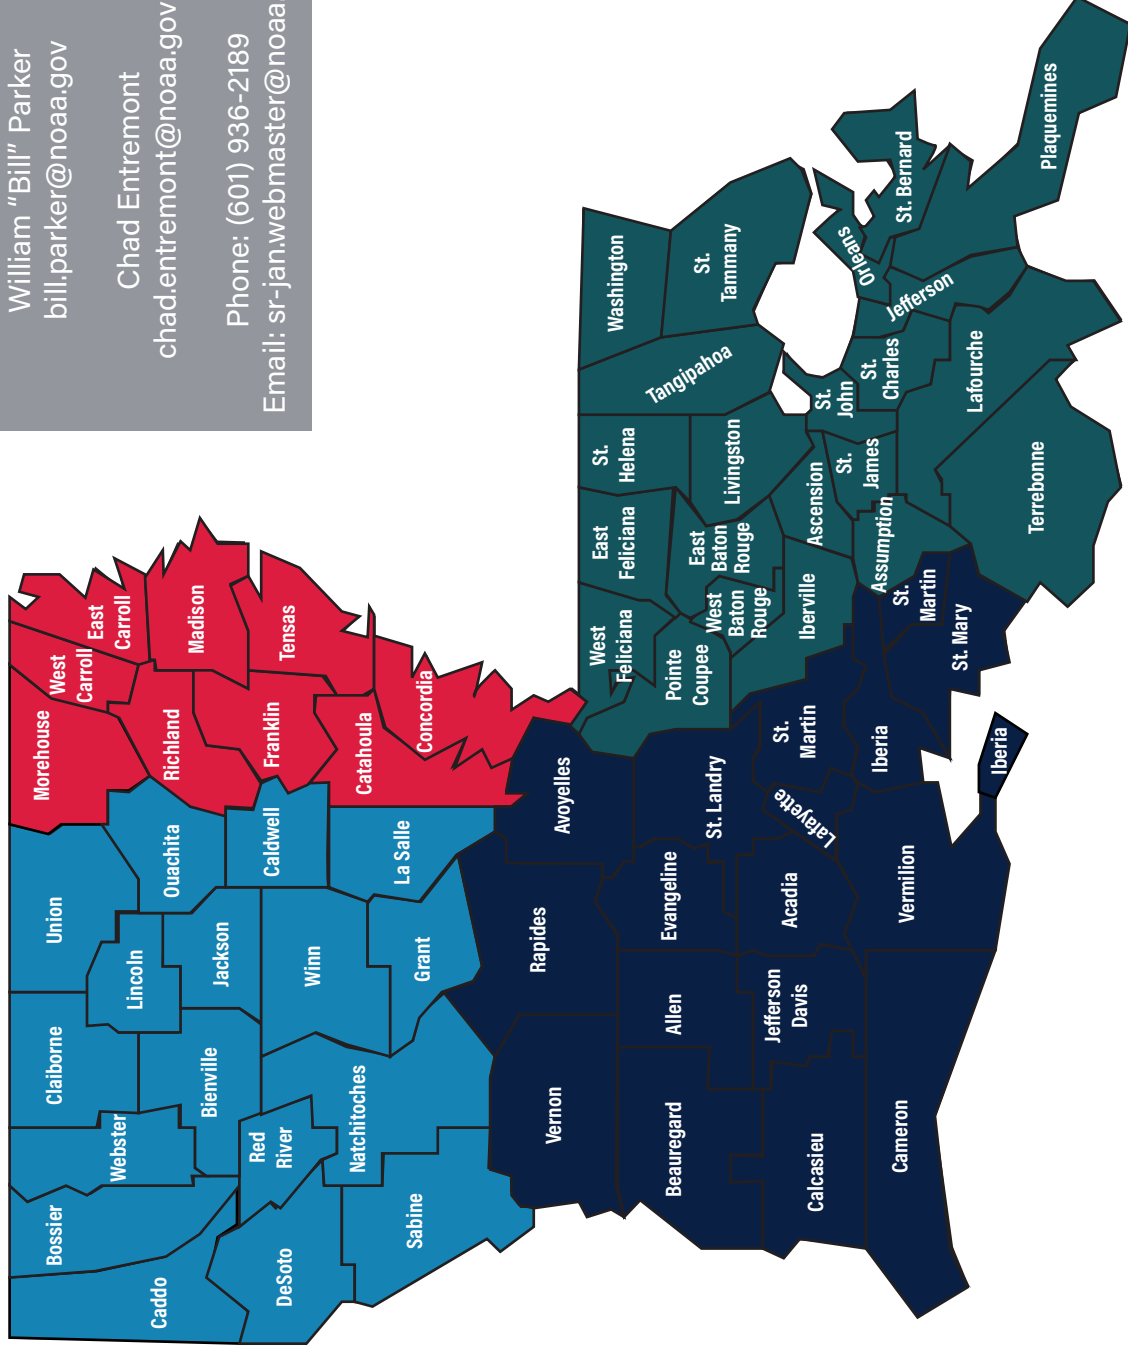 William “Bill” Parker
bill.parker@noaa.gov
Chad Entremont
chad.entremont@noaa.gov
Phone: (601) 936-2189
Email: sr-jan.webmaster@noaa.
Caddo
Bossier
Webster
Claiborne
Union
Morehouse
West
Carroll
East
Carroll
Lincoln
Ouachita
Richland
Madison
Bienville
Jackson
Caldwell
Franklin
Tensas
DeSoto
Red
River
Winn
La Salle
Catahoula
Concordia
Natchitoches
Sabine
Grant
Vernon
Rapides
Avoyelles
Beauregard
Allen
Evangeline
St. Landry
Pointe
Coupee
West
Feliciana
East
Feliciana
St.
Helena
Tangipahoa
Washington
St.
Tammany
West
Baton
Rouge
East
Baton
Rouge
Livingston
Calcasieu
Jefferson
Davis
Acadia
Lafayette
St.
Martin
Iberville
Ascension
St.
James
St.
John
St.
Charles
Orleans
St. Bernard
Jefferson
Plaquemines
Cameron
Vermilion
Iberia
Iberia
St.
Martin
St. Mary
Assumption
Terrebonne
Lafourche